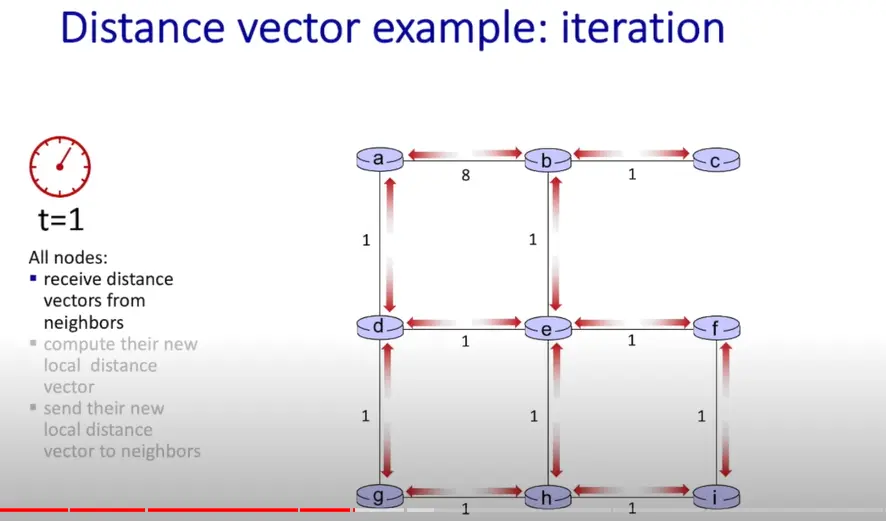 Distance vector example: iteration
a
b
c
8
1
t=1
1
1
All nodes:
▪ receive distance
vectors from
neighbors
d
e
f
1
1
▪ compute their new
local distance
vector
▪ send their new
local distance
vector to neighbors
1
1
1
g
h
i
1
1